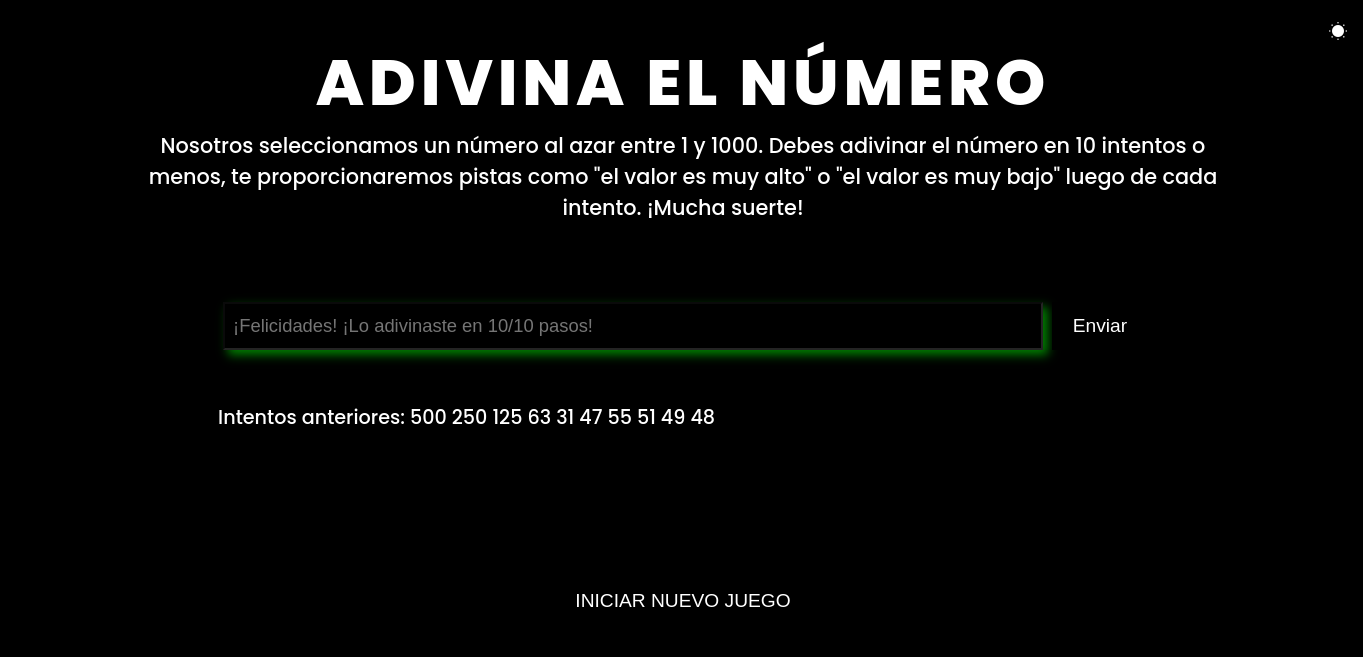 ADIVINA EL NÚMERO
Nosotros seleccionamos un número al azar entre 1 y 1000. Debes adivinar el número en 10 intentos o
menos, te proporcionaremos pistas como "el valor es muy alto" o "el valor es muy bajo" luego de cada
intento. ¡Mucha suerte!
¡Felicidades! ¡Lo adivinaste en 10/10 pasos!
Enviar
Intentos anteriores: 500 250 125 63 31 47 55 51 49 48
INICIAR NUEVO JUEGO